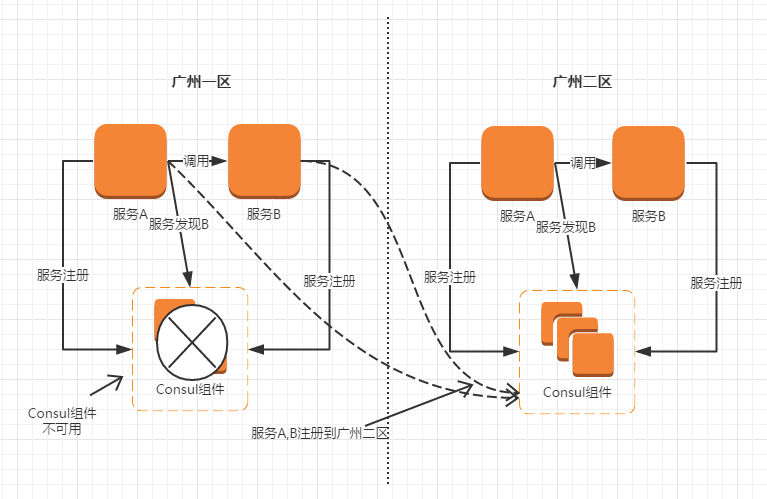 广州一区
广州二区
调用
调用
服务A
服务B
服务A
服务B
服务发现B
服务发现B
服务注册
服务注册
服务注册
服务注册
Consul组件
Consul组件
Consul组件
不可用
服务A,B注册到广州二区